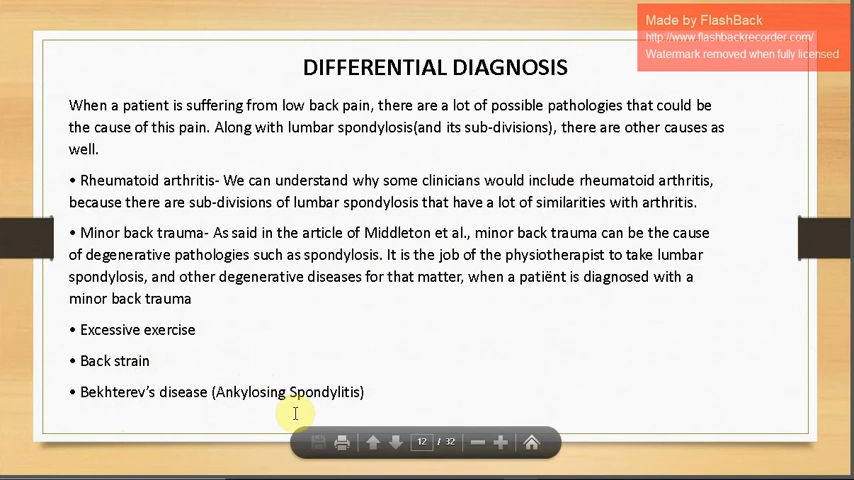 Made by FlashBack
http://www.flashbackrecorder.com/
Watermark removed when fully licensed
DIFFERENTIAL DIAGNOSIS
When a patient is suffering from low back pain, there are a lot of possible pathologies that could be
the cause of this pain. Along with lumbar spondylosis(and its sub-divisions), there are other causes as
well.
• Rheumatoid arthritis- We can understand why some clinicians would include rheumatoid arthritis,
because there are sub-divisions of lumbar spondylosis that have a lot of similarities with arthritis.
• Minor back trauma- As said in the article of Middleton et al., minor back trauma can be the cause
of degenerative pathologies such as spondylosis. It is the job of the physiotherapist to take lumbar
spondylosis, and other degenerative diseases for that matter, when a patiënt is diagnosed with a
minor back trauma
• Excessive exercise
• Back strain
• Bekhterev’s disease (Ankylosing Spondylitis)
12 / 32